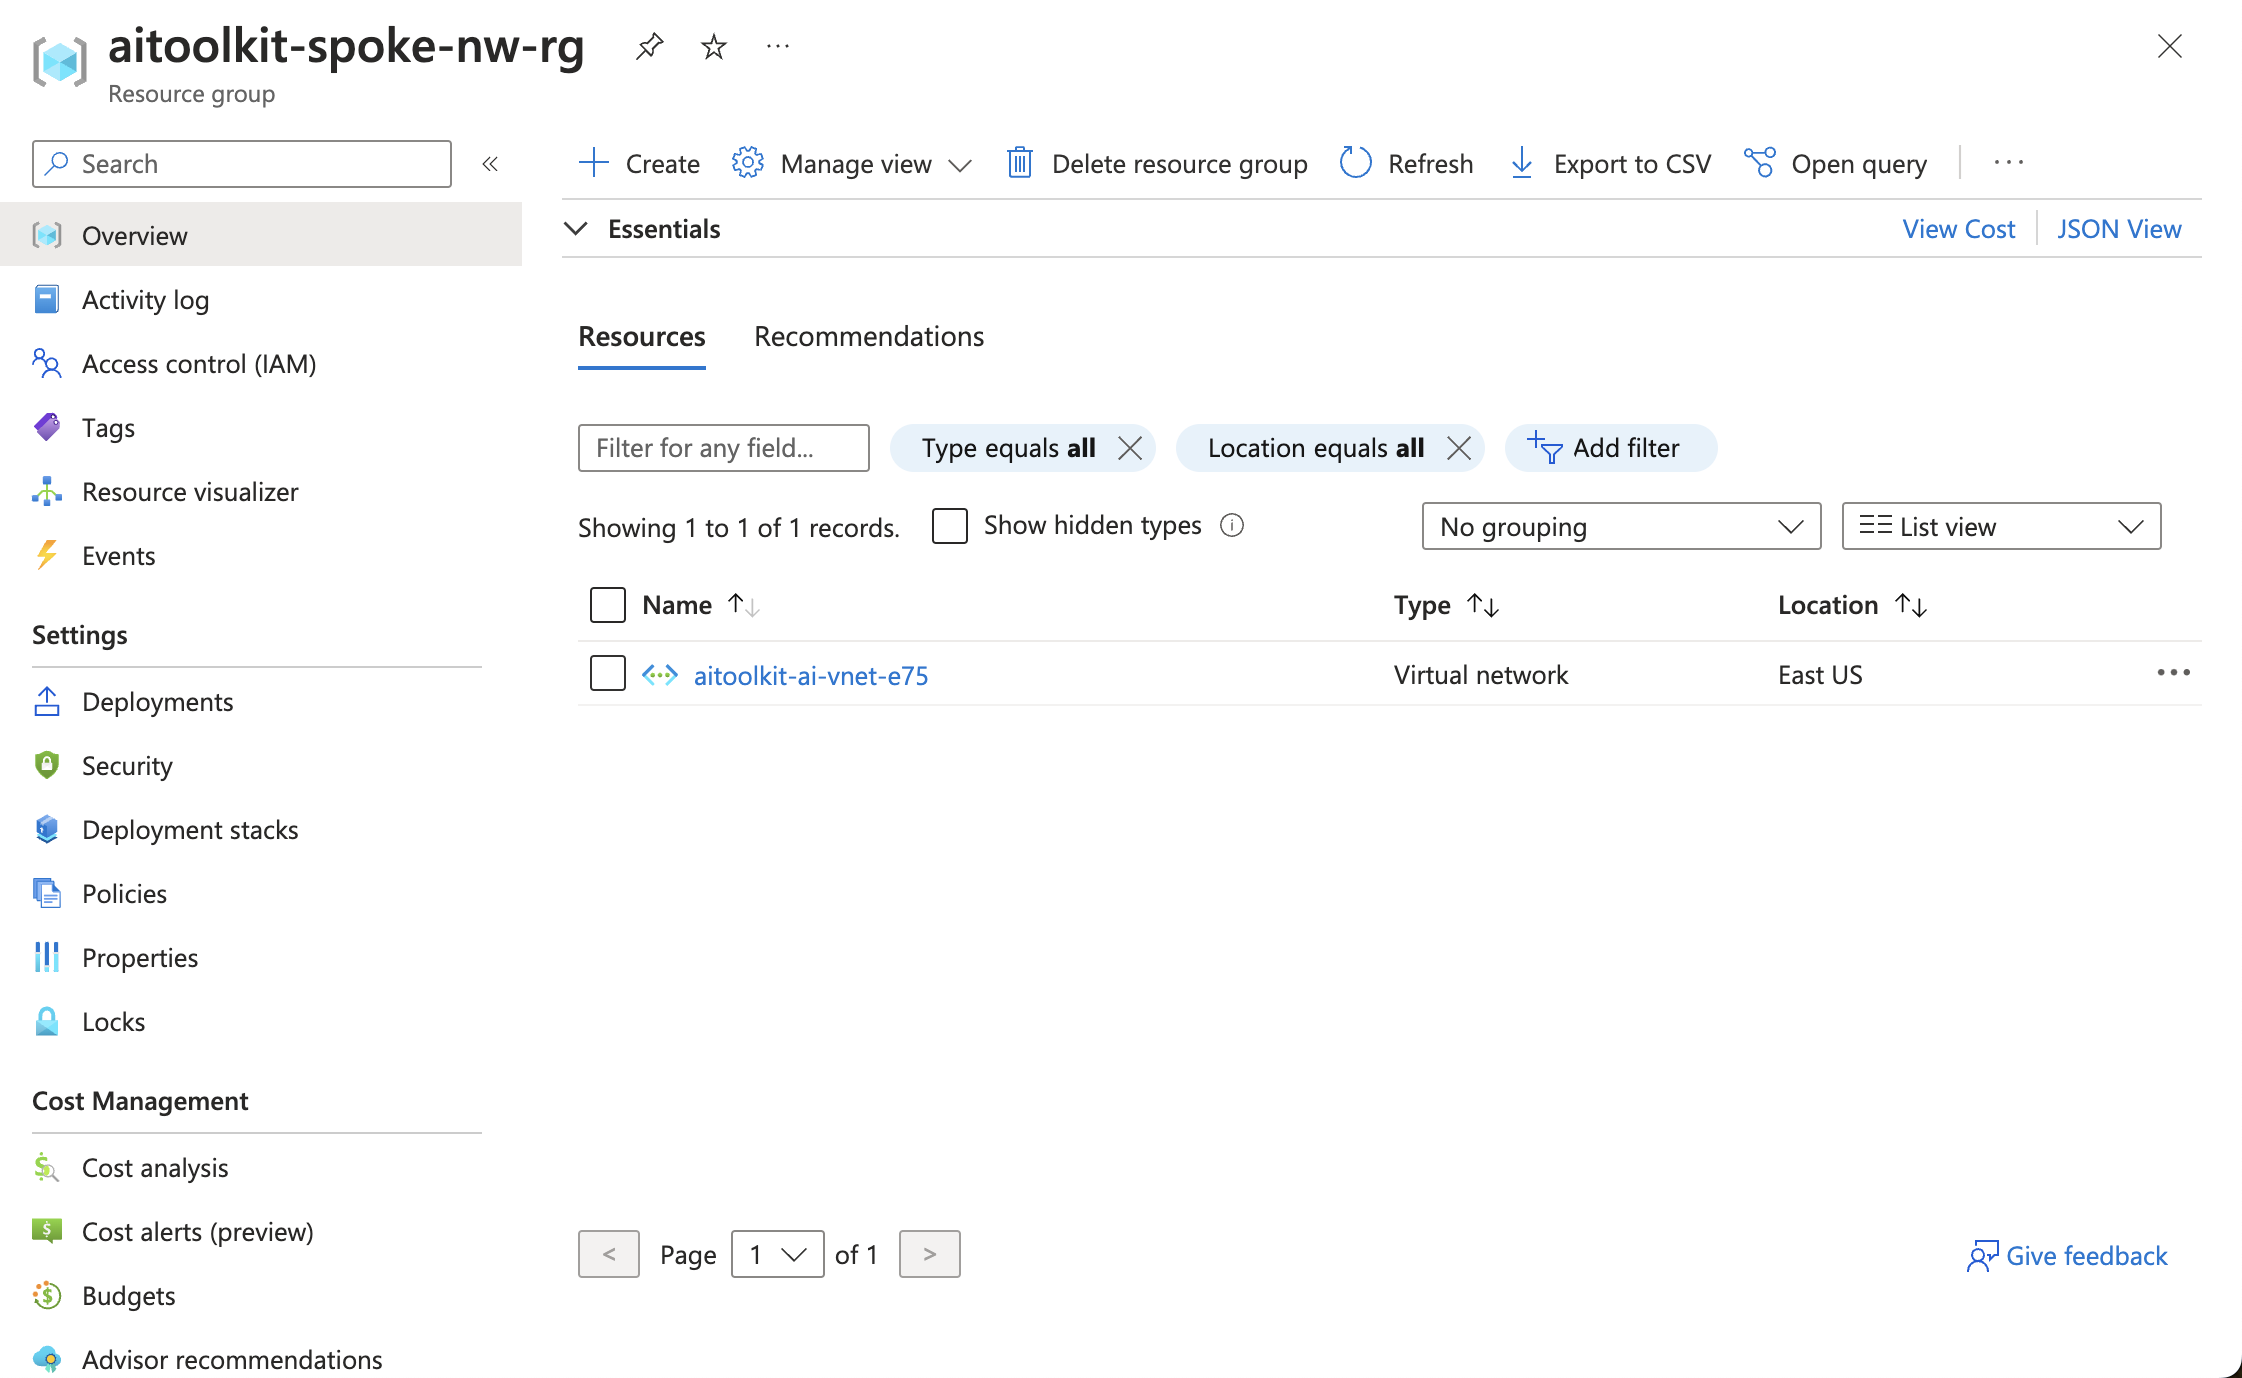 aitoolkit-spoke-nw-rg
Resource group
Search
Overview
Activity log
Access control (IAM)
Tags
Resource visualizer
Events
Settings
Deployments
Security
Deployment stacks
Policies
Properties
Locks
Cost Management
Cost analysis
Cost alerts (preview)
Budgets
Advisor recommendations
Create Manage view Delete resource group Refresh Export to CSV Open query
Essentials View Cost JSON View
Resources Recommendations
Filter for any field... Type equals all Location equals all Add filter
Showing 1 to 1 of 1 records. Show hidden types No grouping List view
Name Type Location
aitoolkit-ai-vnet-e75 Virtual network East US
< Page 1 of 1 >
Give feedback